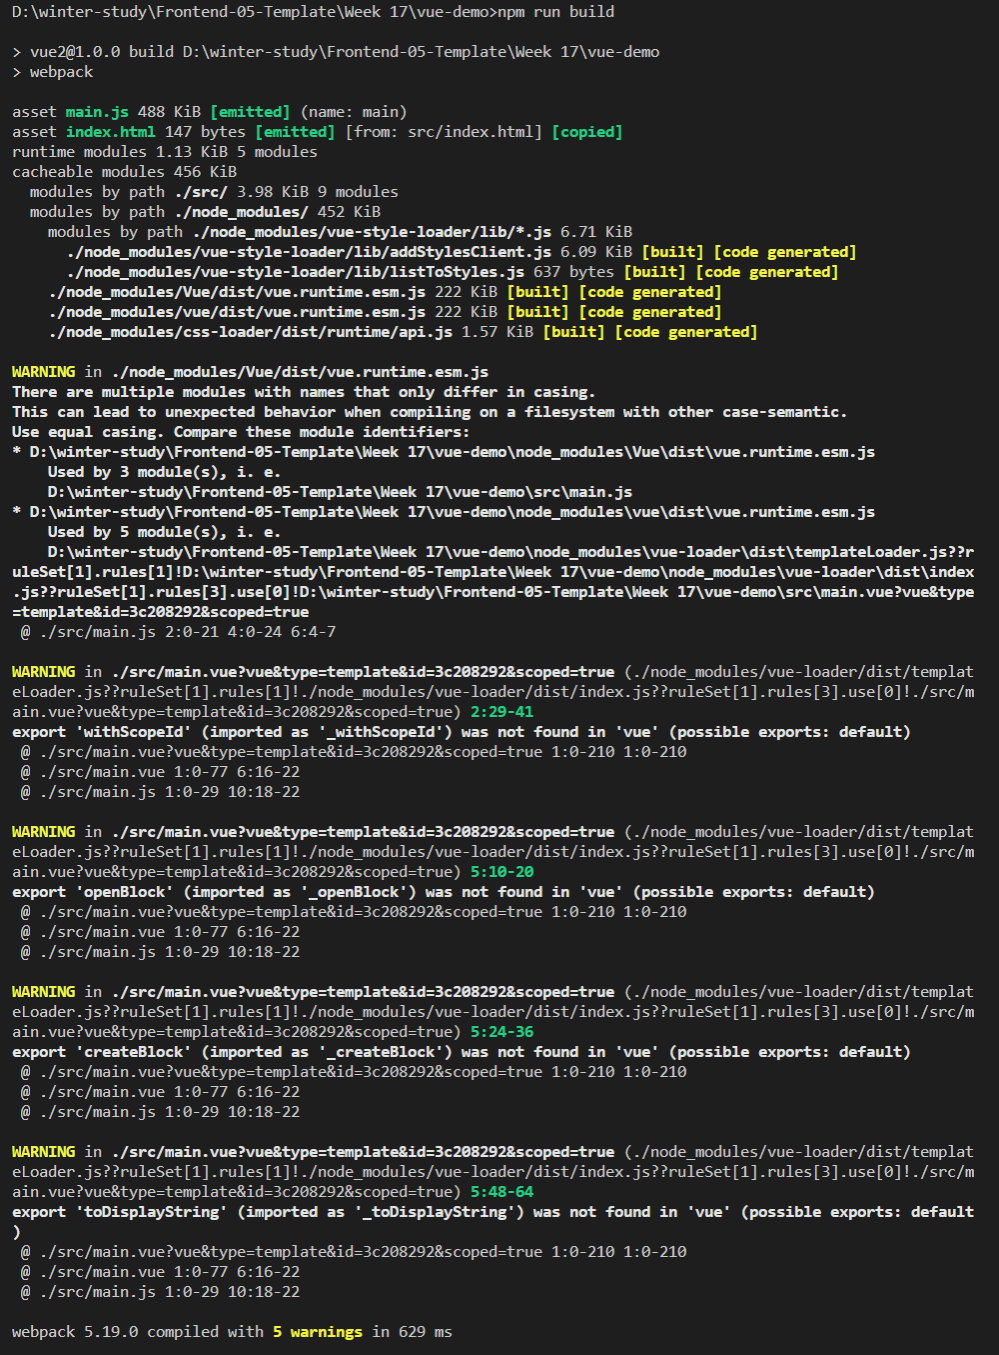 D:\winter-study\Frontend-05-Template\Week 17\vue-demo>npm run build
> vue2@1.0.0 build D:\winter-study\Frontend-05-Template\Week 17\vue-demo
> webpack
asset main.js 488 KiB [emitted] (name: main)
asset index.html 147 bytes [emitted] [from: src/index.html] [copied]
runtime modules 1.13 KiB 5 modules
cacheable modules 456 KiB
  modules by path ./src/ 3.98 KiB 9 modules
  modules by path ./node_modules/ 452 KiB
    modules by path ./node_modules/vue-style-loader/lib/*.js 6.71 KiB
      ./node_modules/vue-style-loader/lib/addStylesClient.js 6.09 KiB [built] [code generated]
      ./node_modules/vue-style-loader/lib/listToStyles.js 637 bytes [built] [code generated]
    ./node_modules/Vue/dist/vue.runtime.esm.js 222 KiB [built] [code generated]
    ./node_modules/vue/dist/vue.runtime.esm.js 222 KiB [built] [code generated]
    ./node_modules/css-loader/dist/runtime/api.js 1.57 KiB [built] [code generated]
WARNING in ./node_modules/Vue/dist/vue.runtime.esm.js
There are multiple modules with names that only differ in casing.
This can lead to unexpected behavior when compiling on a filesystem with other case-semantic.
Use equal casing. Compare these module identifiers:
* D:\winter-study\Frontend-05-Template\Week 17\vue-demo\node_modules\Vue\dist\vue.runtime.esm.js
    Used by 3 module(s), i. e.
    D:\winter-study\Frontend-05-Template\Week 17\vue-demo\src\main.js
* D:\winter-study\Frontend-05-Template\Week 17\vue-demo\node_modules\vue\dist\vue.runtime.esm.js
    Used by 5 module(s), i. e.
    D:\winter-study\Frontend-05-Template\Week 17\vue-demo\node_modules\vue-loader\dist\templateLoader.js??r
uleSet[1].rules[1]!D:\winter-study\Frontend-05-Template\Week 17\vue-demo\node_modules\vue-loader\dist\index
.js??ruleSet[1].rules[3].use[0]!D:\winter-study\Frontend-05-Template\Week 17\vue-demo\src\main.vue?vue&type
=template&id=3c208292&scoped=true
 @ ./src/main.js 2:0-21 4:0-24 6:4-7
WARNING in ./src/main.vue?vue&type=template&id=3c208292&scoped=true (./node_modules/vue-loader/dist/templat
eLoader.js??ruleSet[1].rules[1]!./node_modules/vue-loader/dist/index.js??ruleSet[1].rules[3].use[0]!./src/m
ain.vue?vue&type=template&id=3c208292&scoped=true) 2:29-41
export 'withScopeId' (imported as '_withScopeId') was not found in 'vue' (possible exports: default)
 @ ./src/main.vue?vue&type=template&id=3c208292&scoped=true 1:0-210 1:0-210
 @ ./src/main.vue 1:0-77 6:16-22
 @ ./src/main.js 1:0-29 10:18-22
WARNING in ./src/main.vue?vue&type=template&id=3c208292&scoped=true (./node_modules/vue-loader/dist/templat
eLoader.js??ruleSet[1].rules[1]!./node_modules/vue-loader/dist/index.js??ruleSet[1].rules[3].use[0]!./src/m
ain.vue?vue&type=template&id=3c208292&scoped=true) 5:10-20
export 'openBlock' (imported as '_openBlock') was not found in 'vue' (possible exports: default)
 @ ./src/main.vue?vue&type=template&id=3c208292&scoped=true 1:0-210 1:0-210
 @ ./src/main.vue 1:0-77 6:16-22
 @ ./src/main.js 1:0-29 10:18-22
WARNING in ./src/main.vue?vue&type=template&id=3c208292&scoped=true (./node_modules/vue-loader/dist/templat
eLoader.js??ruleSet[1].rules[1]!./node_modules/vue-loader/dist/index.js??ruleSet[1].rules[3].use[0]!./src/m
ain.vue?vue&type=template&id=3c208292&scoped=true) 5:24-36
export 'createBlock' (imported as '_createBlock') was not found in 'vue' (possible exports: default)
 @ ./src/main.vue?vue&type=template&id=3c208292&scoped=true 1:0-210 1:0-210
 @ ./src/main.vue 1:0-77 6:16-22
 @ ./src/main.js 1:0-29 10:18-22
WARNING in ./src/main.vue?vue&type=template&id=3c208292&scoped=true (./node_modules/vue-loader/dist/templat
eLoader.js??ruleSet[1].rules[1]!./node_modules/vue-loader/dist/index.js??ruleSet[1].rules[3].use[0]!./src/m
ain.vue?vue&type=template&id=3c208292&scoped=true) 5:48-64
export 'toDisplayString' (imported as '_toDisplayString') was not found in 'vue' (possible exports: default
)
 @ ./src/main.vue?vue&type=template&id=3c208292&scoped=true 1:0-210 1:0-210
 @ ./src/main.vue 1:0-77 6:16-22
 @ ./src/main.js 1:0-29 10:18-22
webpack 5.19.0 compiled with 5 warnings in 629 ms